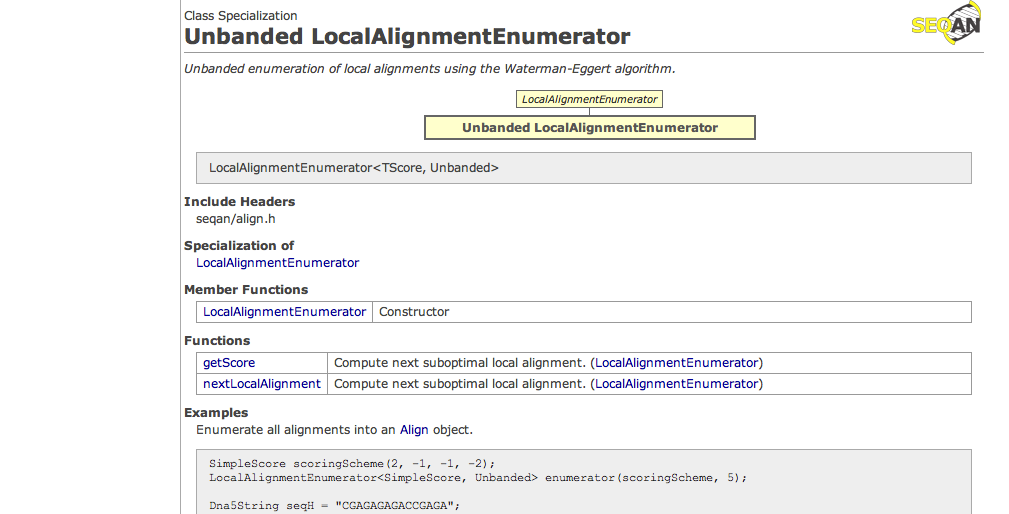 Class Specialization
SEQAN
Unbanded LocalAlignmentEnumerator
Unbanded enumeration of local alignments using the Waterman-Eggert algorithm.
LocalAlignmentEnumerator
Unbanded LocalAlignmentEnumerator
LocalAlignmentEnumerator<TScore, Unbanded>
Include Headers
seqan/align.h
Specialization of
LocalAlignmentEnumerator
Member Functions
LocalAlignmentEnumerator Constructor
Functions
getScore Compute next suboptimal local alignment. (LocalAlignmentEnumerator)
nextLocalAlignment Compute next suboptimal local alignment. (LocalAlignmentEnumerator)
Examples
Enumerate all alignments into an Align object.
SimpleScore scoringScheme(2, -1, -1, -2);
LocalAlignmentEnumerator<SimpleScore, Unbanded> enumerator(scoringScheme, 5);
Dna5String seqH = "CGAGAGAGACCGAGA";